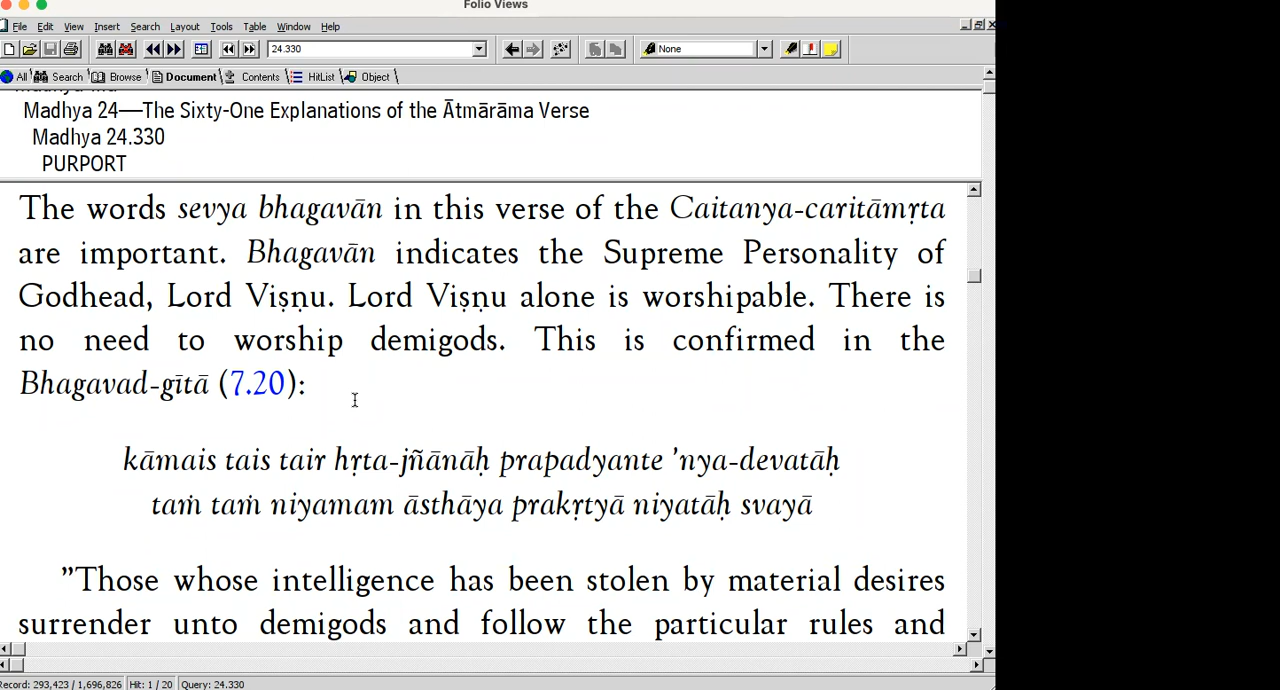 Folio Views
File Edit View Insert Search Layout Tools Table Window Help
24.330 None
All Search Browse Document Contents HitList Object
Madhya 24—The Sixty-One Explanations of the Ātmārāma Verse
Madhya 24.330
PURPORT
The words sevya bhagavān in this verse of the Caitanya-caritāmṛta
are important. Bhagavān indicates the Supreme Personality of
Godhead, Lord Viṣṇu. Lord Viṣṇu alone is worshipable. There is
no need to worship demigods. This is confirmed in the
Bhagavad-gītā (7.20):
kāmais tais tair hṛta-jñānāḥ prapadyante 'nya-devatāḥ
taṁ taṁ niyamam āsthāya prakṛtyā niyatāḥ svayā
”Those whose intelligence has been stolen by material desires
surrender unto demigods and follow the particular rules and
Record: 293,423 / 1,696,826 Hit: 1 / 20 Query: 24.330